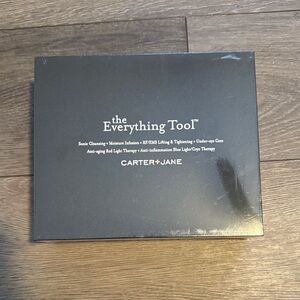 the
Everything Tool™
Sonic Cleansing • Moisture Infusion • RF/EMS Lifting & Tightening • Under-eye Care
Anti-aging Red Light Therapy • Anti-inflammation Blue Light/Cryo Therapy
CARTER+JANE